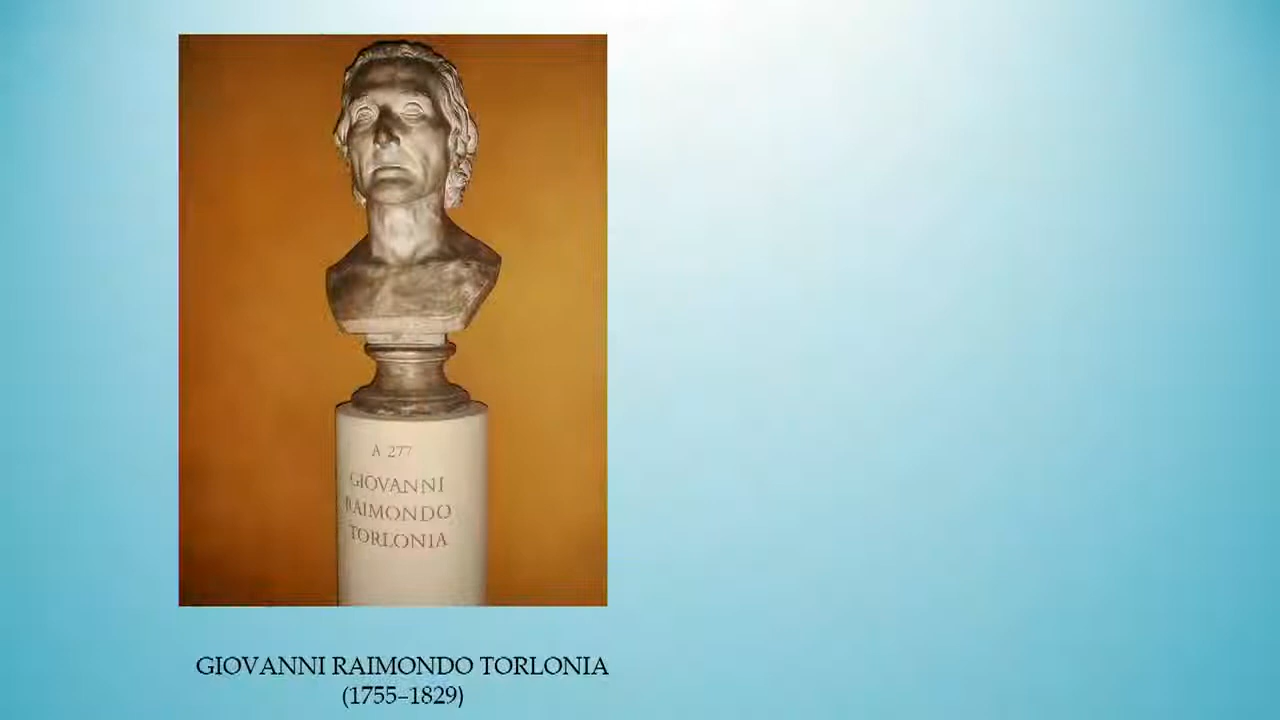 A 277
GIOVANNI
RAIMONDO
TORLONIA
GIOVANNI RAIMONDO TORLONIA
(1755–1829)